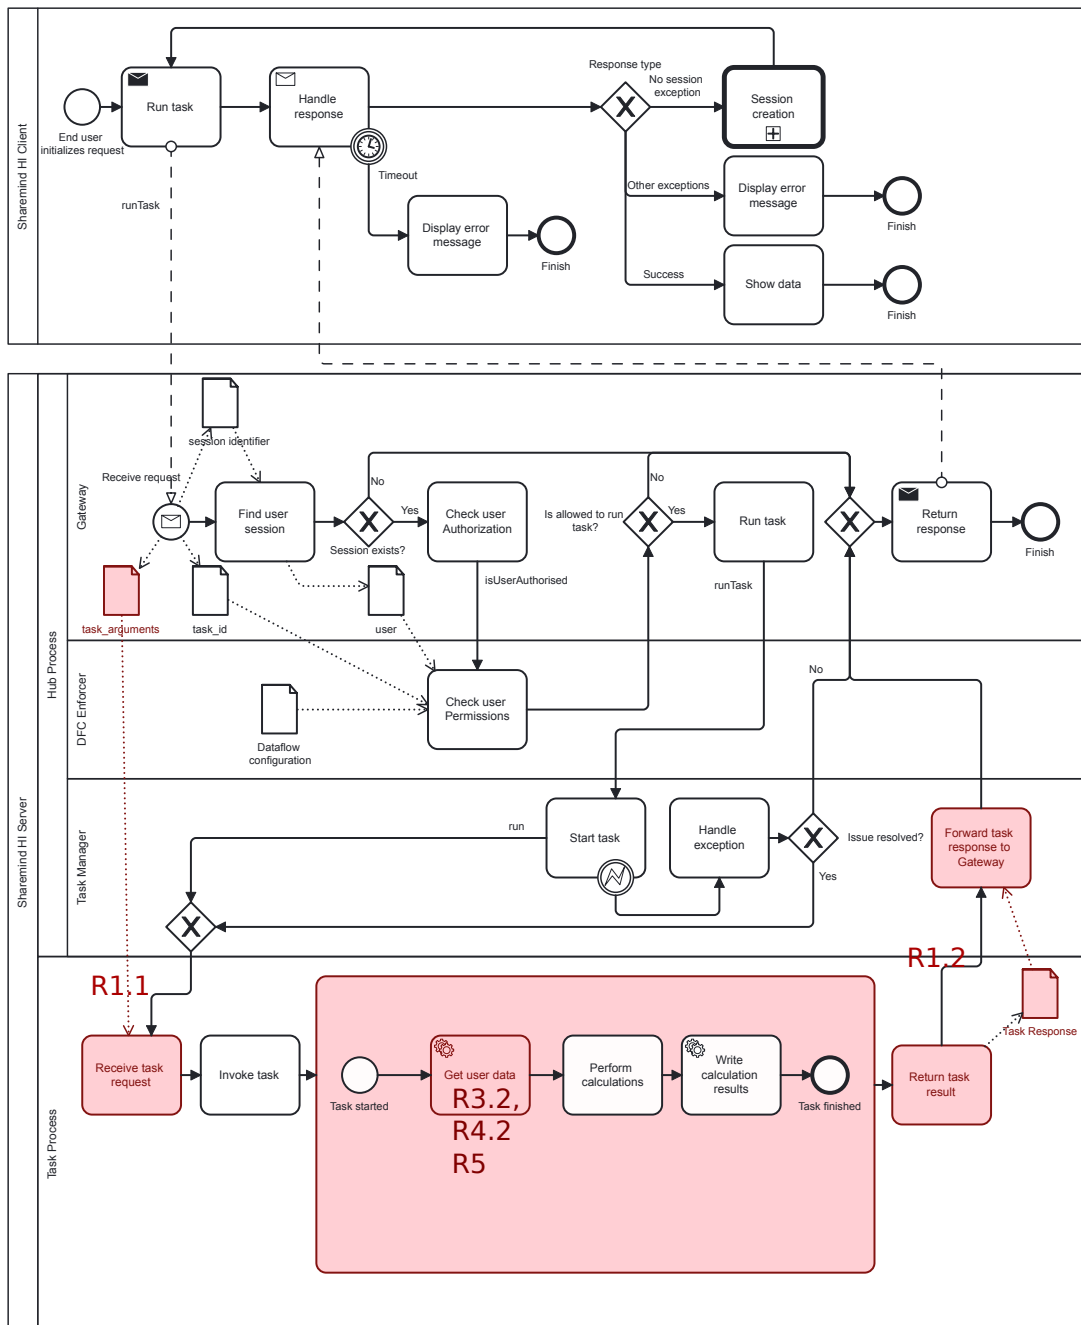 Sharemind HI Client
End user
initializes request
Run task
runTask
Handle
response
Timeout
Display error
message
Finish
Response type
No session
exception
Session
creation
Other exceptions
Display error
message
Finish
Success
Show data
Finish
Sharemind HI Server
Hub Process
Gateway
session identifier
Receive request
Find user
session
No
Yes
Session exists?
Check user
Authorization
isUserAuthorised
Is allowed to run
task?
No
Yes
Run task
runTask
Return
response
Finish
task_arguments
task_id
user
DFC Enforcer
Dataflow
configuration
Check user
Permissions
No
Task Manager
run
Start task
Handle
exception
Issue resolved?
Yes
Forward task
response to
Gateway
Task Process
R1.1
R1.2
Task Response
Receive task
request
Invoke task
Task started
Get user data
R3.2,
R4.2
R5
Perform
calculations
Write
calculation
results
Task finished
Return task
result